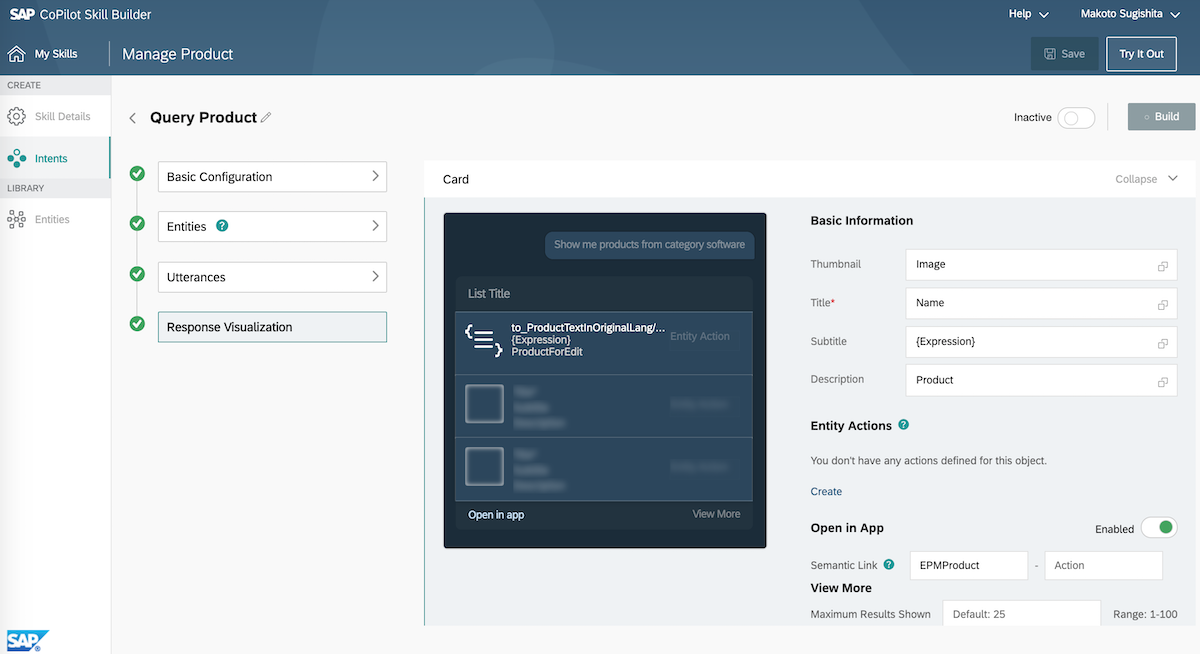 SAP CoPilot Skill Builder
Help
Makoto Sugishita
My Skills
Manage Product
Save
Try It Out
CREATE
Skill Details
Intents
LIBRARY
Entities
Query Product
Inactive
Build
Basic Configuration
Entities ?
Utterances
Response Visualization
Card
Collapse
Show me products from category software
List Title
to_ProductTextInOriginalLang/...
{Expression}
ProductForEdit
Entity Action
Open in app
View More
Basic Information
Thumbnail Image
Title* Name
Subtitle {Expression}
Description Product
Entity Actions ?
You don't have any actions defined for this object.
Create
Open in App
Enabled
Semantic Link ? EPMProduct - Action
View More
Maximum Results Shown Default: 25 Range: 1-100
SAP®